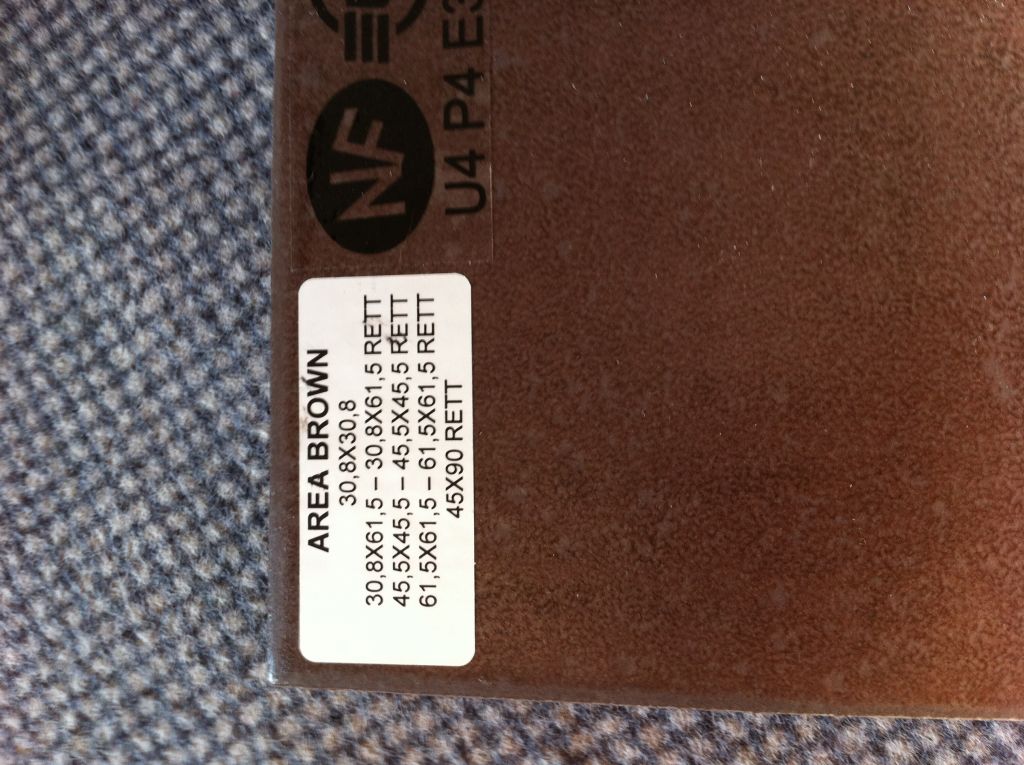 AREA BROWN
30,8X30,8
30,8X61,5 – 30,8X61,5 RETT
45,5X45,5 – 45,5X45,5 RETT
61,5X61,5 – 61,5X61,5 RETT
45X90 RETT
NF
U4 P4 E3